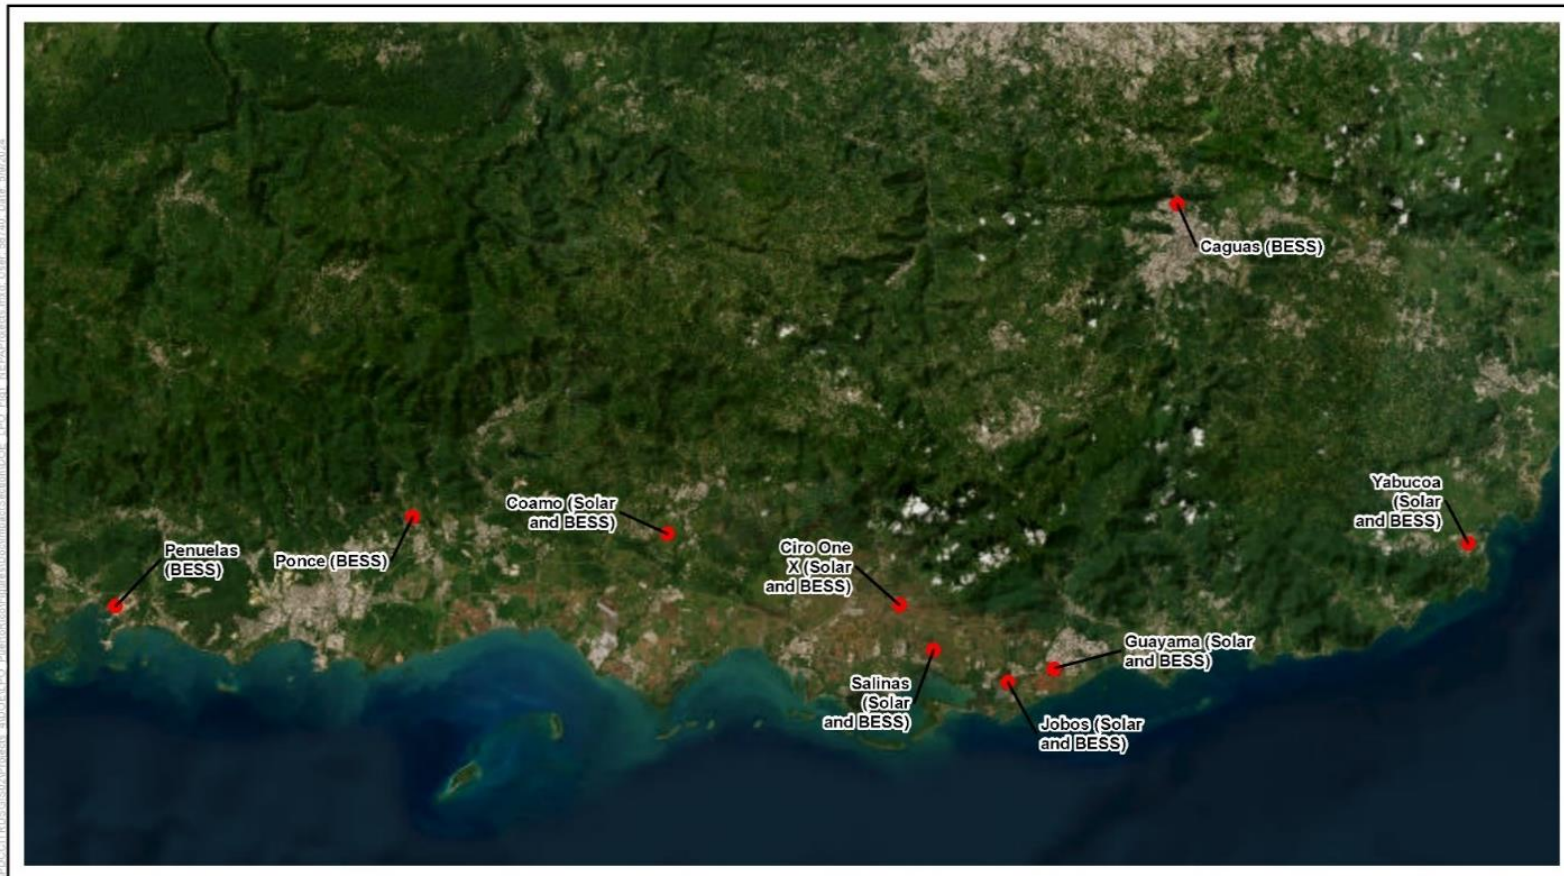 Caguas (BESS)
Yabucoa
(Solar
and BESS)
Coamo (Solar
and BESS)
Penuelas
(BESS)
Ponce (BESS)
Ciro One
X (Solar
and BESS)
Guayama (Solar
and BESS)
Salinas
(Solar
and BESS)
Jobos (Solar
and BESS)